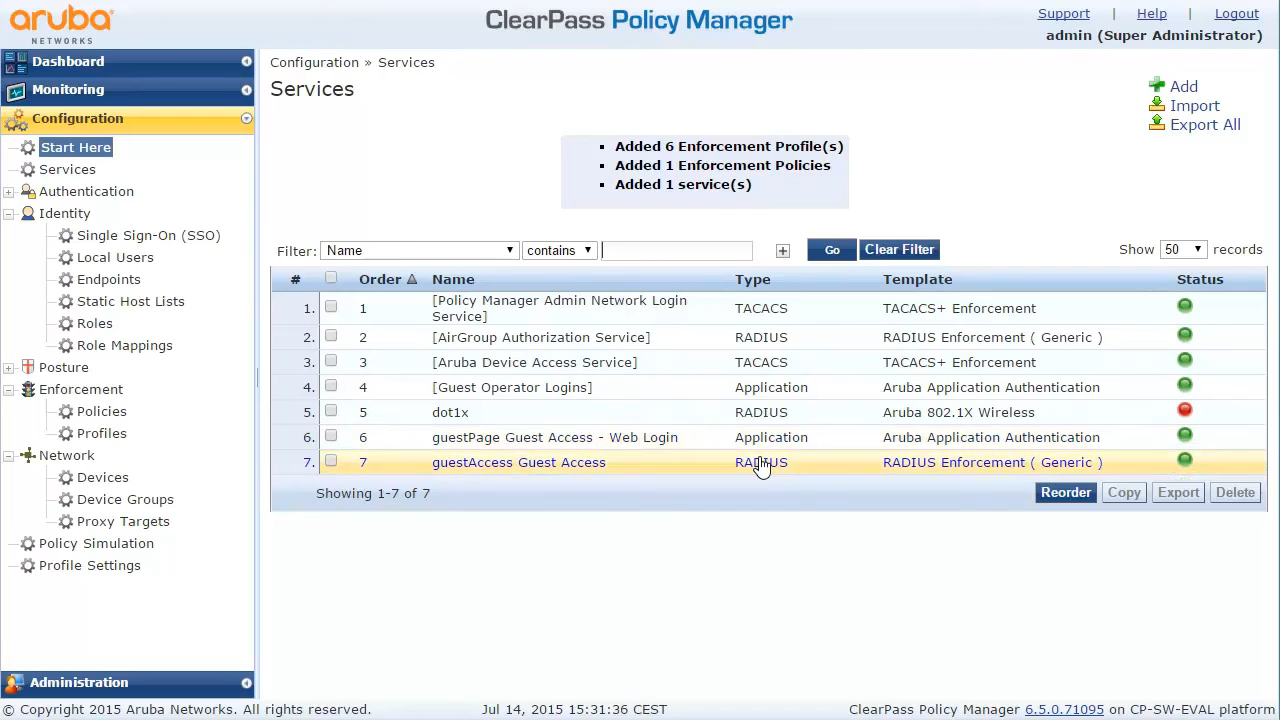 aruba
NETWORKS
ClearPass Policy Manager
Support | Help | Logout
admin (Super Administrator)
Dashboard
Monitoring
Configuration
Start Here
Services
Authentication
Identity
Single Sign-On (SSO)
Local Users
Endpoints
Static Host Lists
Roles
Role Mappings
Posture
Enforcement
Policies
Profiles
Network
Devices
Device Groups
Proxy Targets
Policy Simulation
Profile Settings
Administration
Configuration » Services
Services
Add
Import
Export All
Added 6 Enforcement Profile(s)
Added 1 Enforcement Policies
Added 1 service(s)
Filter: Name contains Go Clear Filter Show 50 records
# Order Name Type Template Status
1. 1 [Policy Manager Admin Network Login TACACS TACACS+ Enforcement
Service]
2. 2 [AirGroup Authorization Service] RADIUS RADIUS Enforcement ( Generic )
3. 3 [Aruba Device Access Service] TACACS TACACS+ Enforcement
4. 4 [Guest Operator Logins] Application Aruba Application Authentication
5. 5 dot1x RADIUS Aruba 802.1X Wireless
6. 6 guestPage Guest Access - Web Login Application Aruba Application Authentication
7. 7 guestAccess Guest Access RADIUS RADIUS Enforcement ( Generic )
Showing 1-7 of 7 Reorder Copy Export Delete
© Copyright 2015 Aruba Networks. All rights reserved. Jul 14, 2015 15:31:36 CEST ClearPass Policy Manager 6.5.0.71095 on CP-SW-EVAL platform